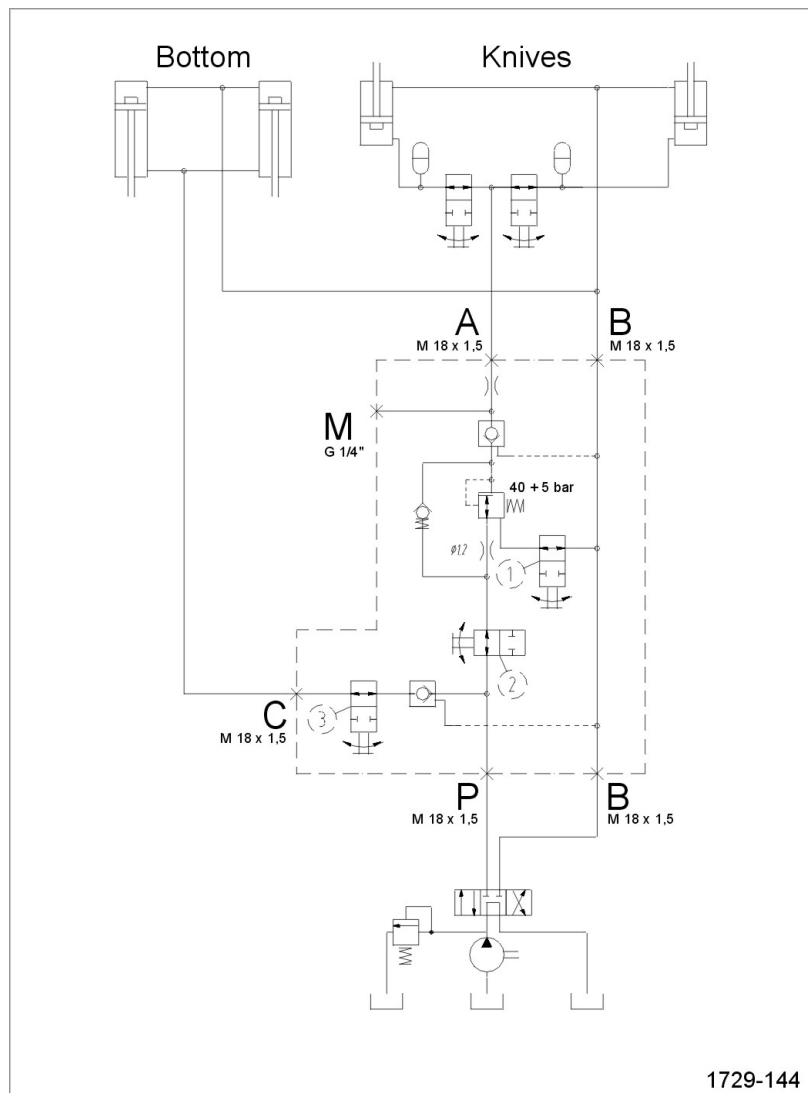 Bottom
Knives
A
M 18 x 1,5
B
M 18 x 1,5
M
G 1/4"
40 + 5 bar
ø1,2
1
2
3
C
M 18 x 1,5
P
M 18 x 1,5
B
M 18 x 1,5
1729-144